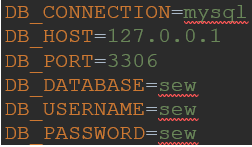 DB_CONNECTION=mysql
DB_HOST=127.0.0.1
DB_PORT=3306
DB_DATABASE=sew
DB_USERNAME=sew
DB_PASSWORD=sew